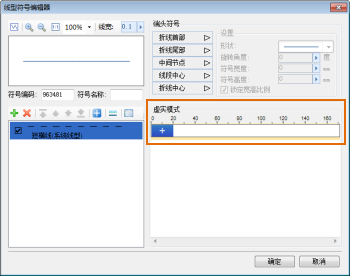 线型符号编辑器
100%
线宽:
0.1
符号编码:
963481
符号名称:
短横线(系统线型)
端头符号
折线首部
折线尾部
中间节点
线段中心
折线中心
设置
形状:
旋转角度:
0
度
符号宽度:
0
mm
符号高度:
0
mm
锁定宽高比例
虚实模式
0 20 40 60 80 100 120 140 160
确定
取消